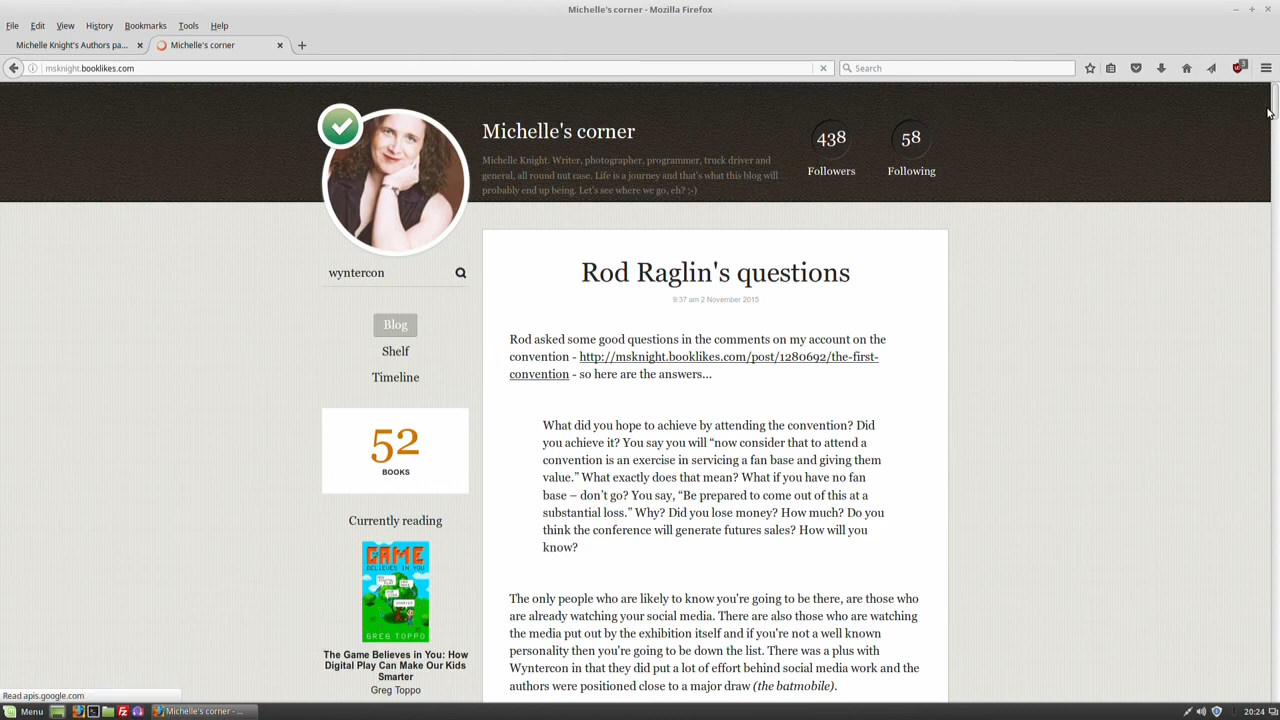 Michelle's corner - Mozilla Firefox
File Edit View History Bookmarks Tools Help
Michelle Knight's Authors pa...
Michelle's corner
msknight.booklikes.com
Search
3
Michelle's corner
Michelle Knight. Writer, photographer, programmer, truck driver and
general, all round nut case. Life is a journey and that's what this blog will
probably end up being. Let's see where we go, eh? ;-)
438
Followers
58
Following
wyntercon
Blog
Shelf
Timeline
52
BOOKS
Currently reading
GAME
BELIEVES IN YOU
GREG TOPPO
The Game Believes in You: How
Digital Play Can Make Our Kids
Smarter
Greg Toppo
Rod Raglin's questions
9:37 am 2 November 2015
Rod asked some good questions in the comments on my account on the
convention - http://msknight.booklikes.com/post/1280692/the-first-
convention - so here are the answers...
What did you hope to achieve by attending the convention? Did
you achieve it? You say you will “now consider that to attend a
convention is an exercise in servicing a fan base and giving them
value.” What exactly does that mean? What if you have no fan
base – don’t go? You say, “Be prepared to come out of this at a
substantial loss.” Why? Did you lose money? How much? Do you
think the conference will generate futures sales? How will you
know?
The only people who are likely to know you're going to be there, are those who
are already watching your social media. There are also those who are watching
the media put out by the exhibition itself and if you're not a well known
personality then you're going to be down the list. There was a plus with
Wyntercon in that they did put a lot of effort behind social media work and the
authors were positioned close to a major draw (the batmobile).
Read apis.google.com
Menu
Michelle's corner - ...
20:24